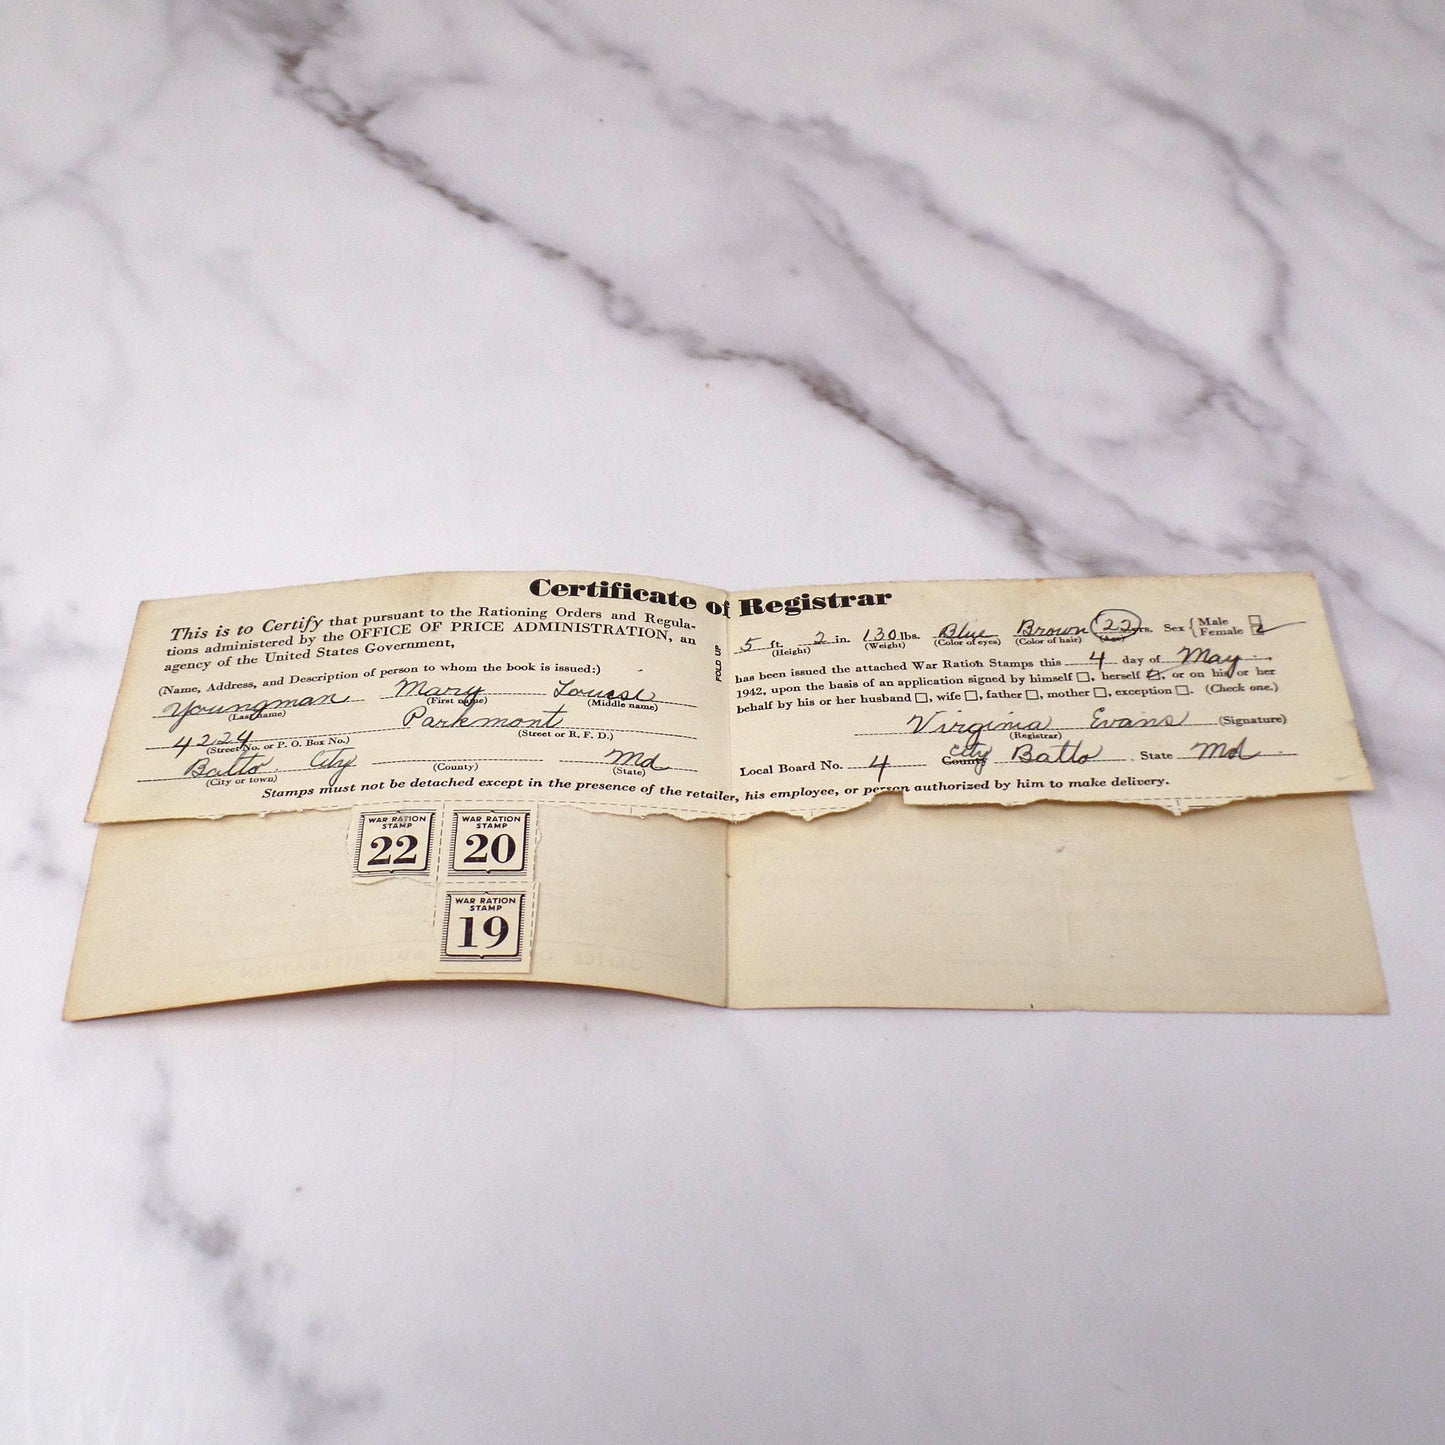 Certificate of Registrar
This is to Certify that pursuant to the Rationing Orders and Regula-
tions administered by the OFFICE OF PRICE ADMINISTRATION, an
agency of the United States Government,
(Name, Address, and Description of person to whom the book is issued:)
Youngman Mary Louise
(Last name) (First name) (Middle name)
4224 Parkmont
(Street No. or P. O. Box No.) (Street or R. F. D.)
Balto City Md
(City or town) (County) (State)
FOLD UP
5 ft. 2 in. 130 lbs. Blue Brown 22 yrs. Sex { Male
Female
(Height) (Weight) (Color of eyes) (Color of hair) (Age)
has been issued the attached War Ration Stamps this 4 day of May
1942, upon the basis of an application signed by himself ☐, herself ☑, or on his or her
behalf by his or her husband ☐, wife ☐, father ☐, mother ☐, exception ☐. (Check one.)
Virginia Evans (Signature)
(Registrar)
City
Local Board No. 4 County Balto State Md
Stamps must not be detached except in the presence of the retailer, his employee, or person authorized by him to make delivery.
WAR RATION
STAMP
22
WAR RATION
STAMP
20
WAR RATION
STAMP
19